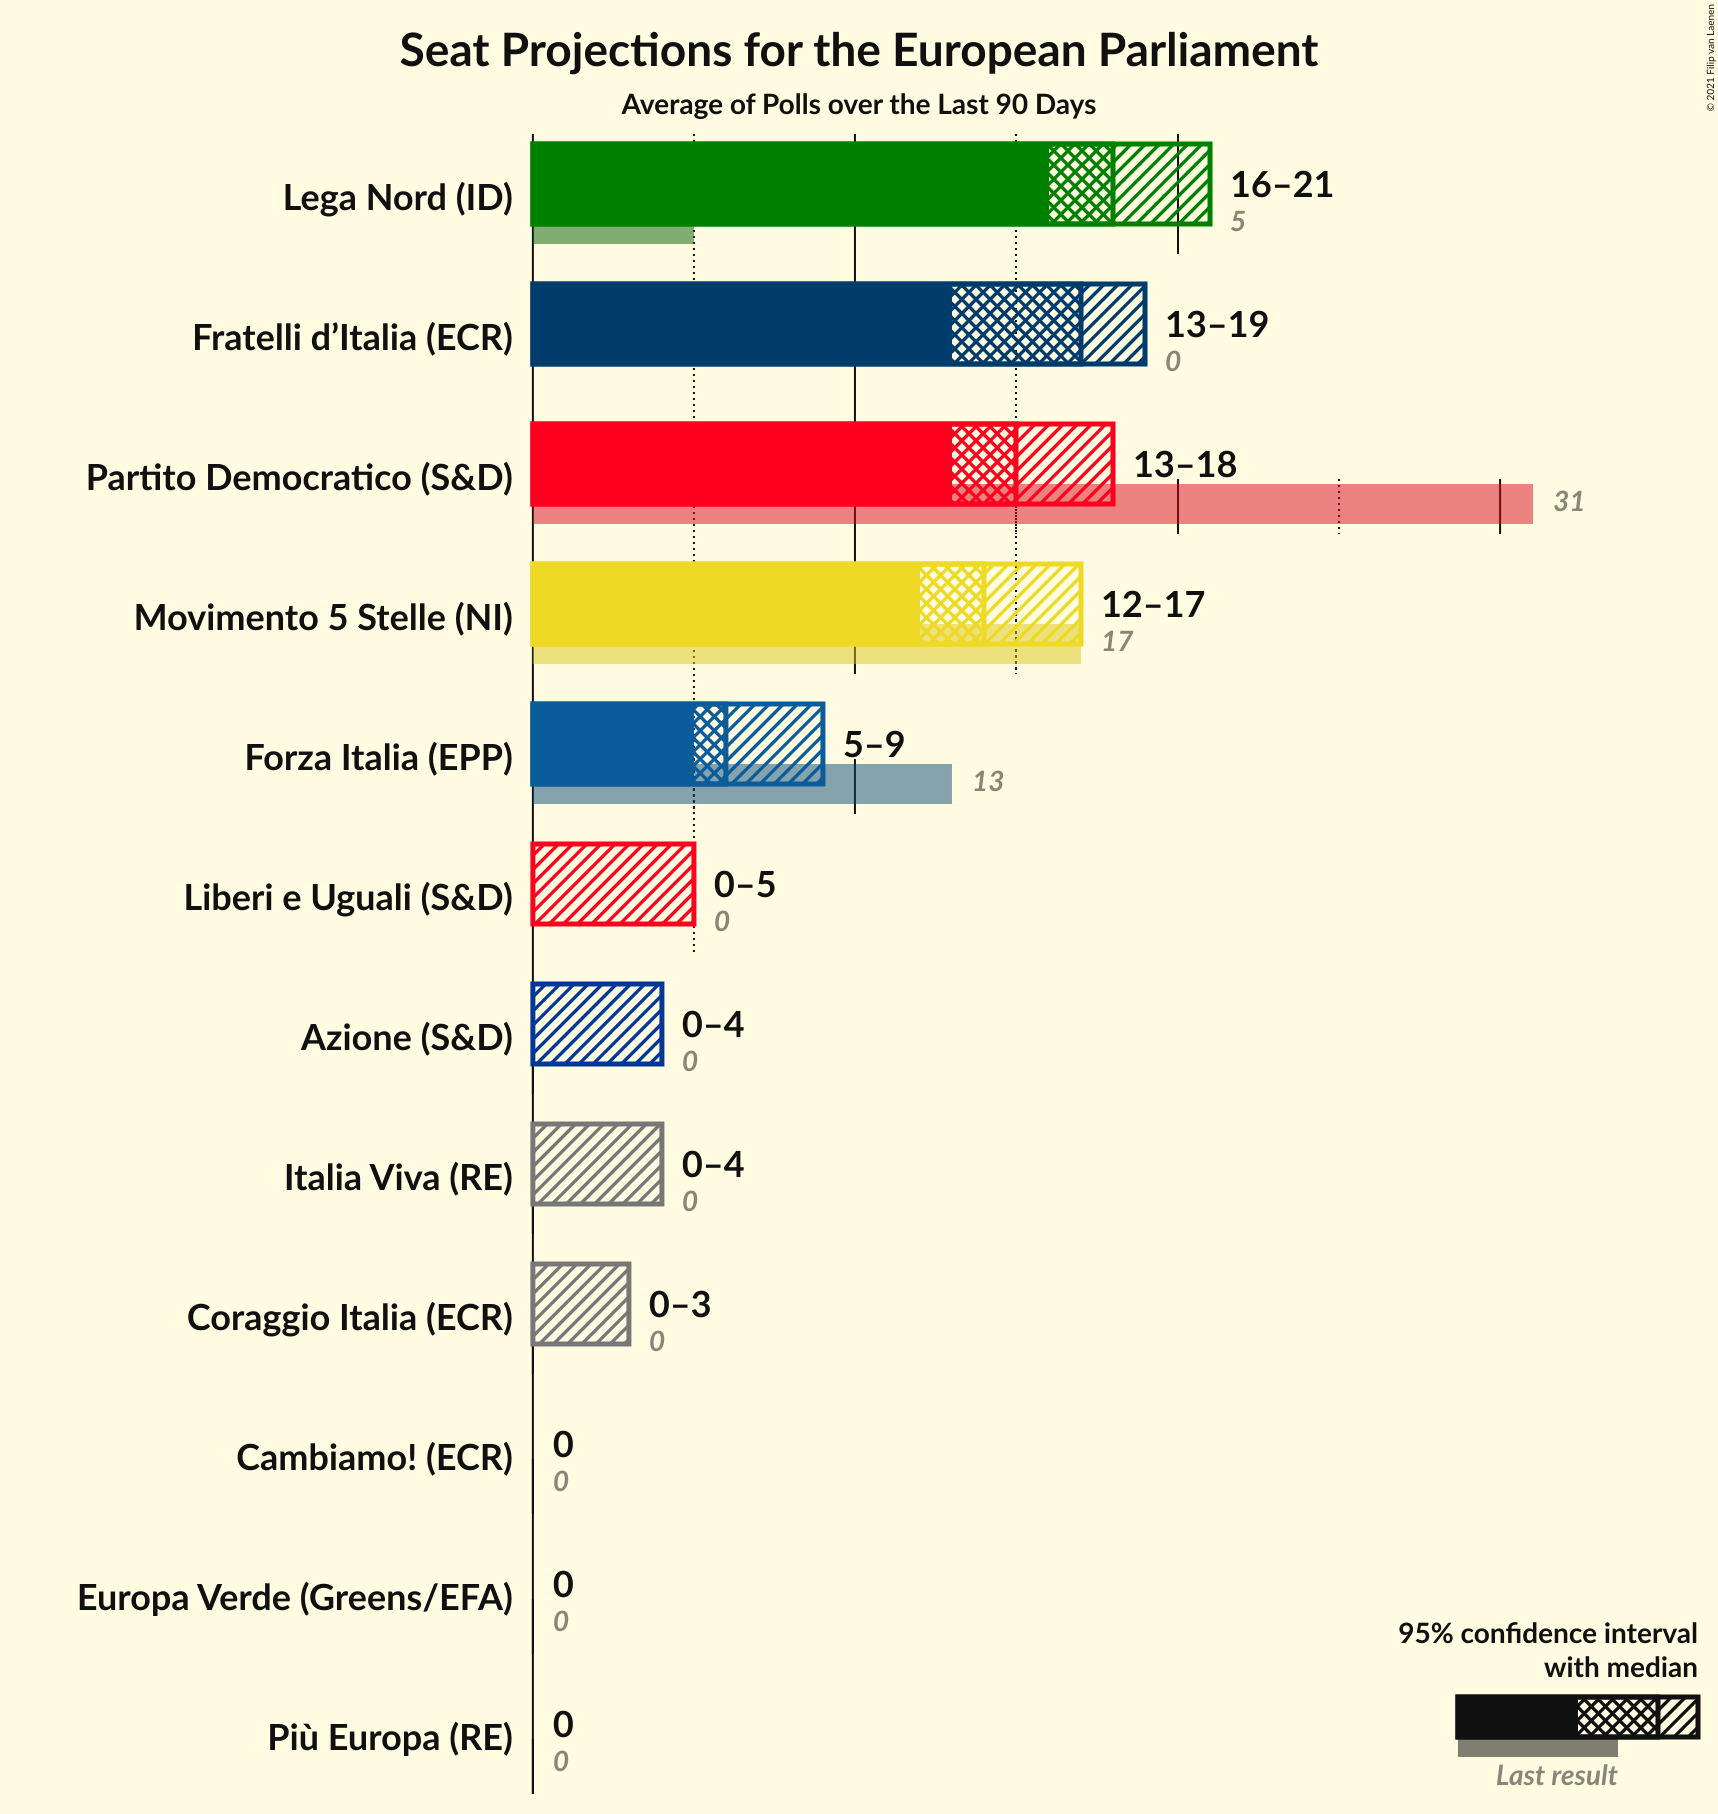 Seat Projections for the European Parliament
Average of Polls over the Last 90 Days
© 2021 Filip van Laenen
Lega Nord (ID)
16–21
5
Fratelli d’Italia (ECR)
13–19
0
Partito Democratico (S&D)
13–18
31
Movimento 5 Stelle (NI)
12–17
17
Forza Italia (EPP)
5–9
13
Liberi e Uguali (S&D)
0–5
0
Azione (S&D)
0–4
0
Italia Viva (RE)
0–4
0
Coraggio Italia (ECR)
0–3
0
Cambiamo! (ECR)
0
0
Europa Verde (Greens/EFA)
0
0
Più Europa (RE)
0
0
95% confidence interval
with median
Last result